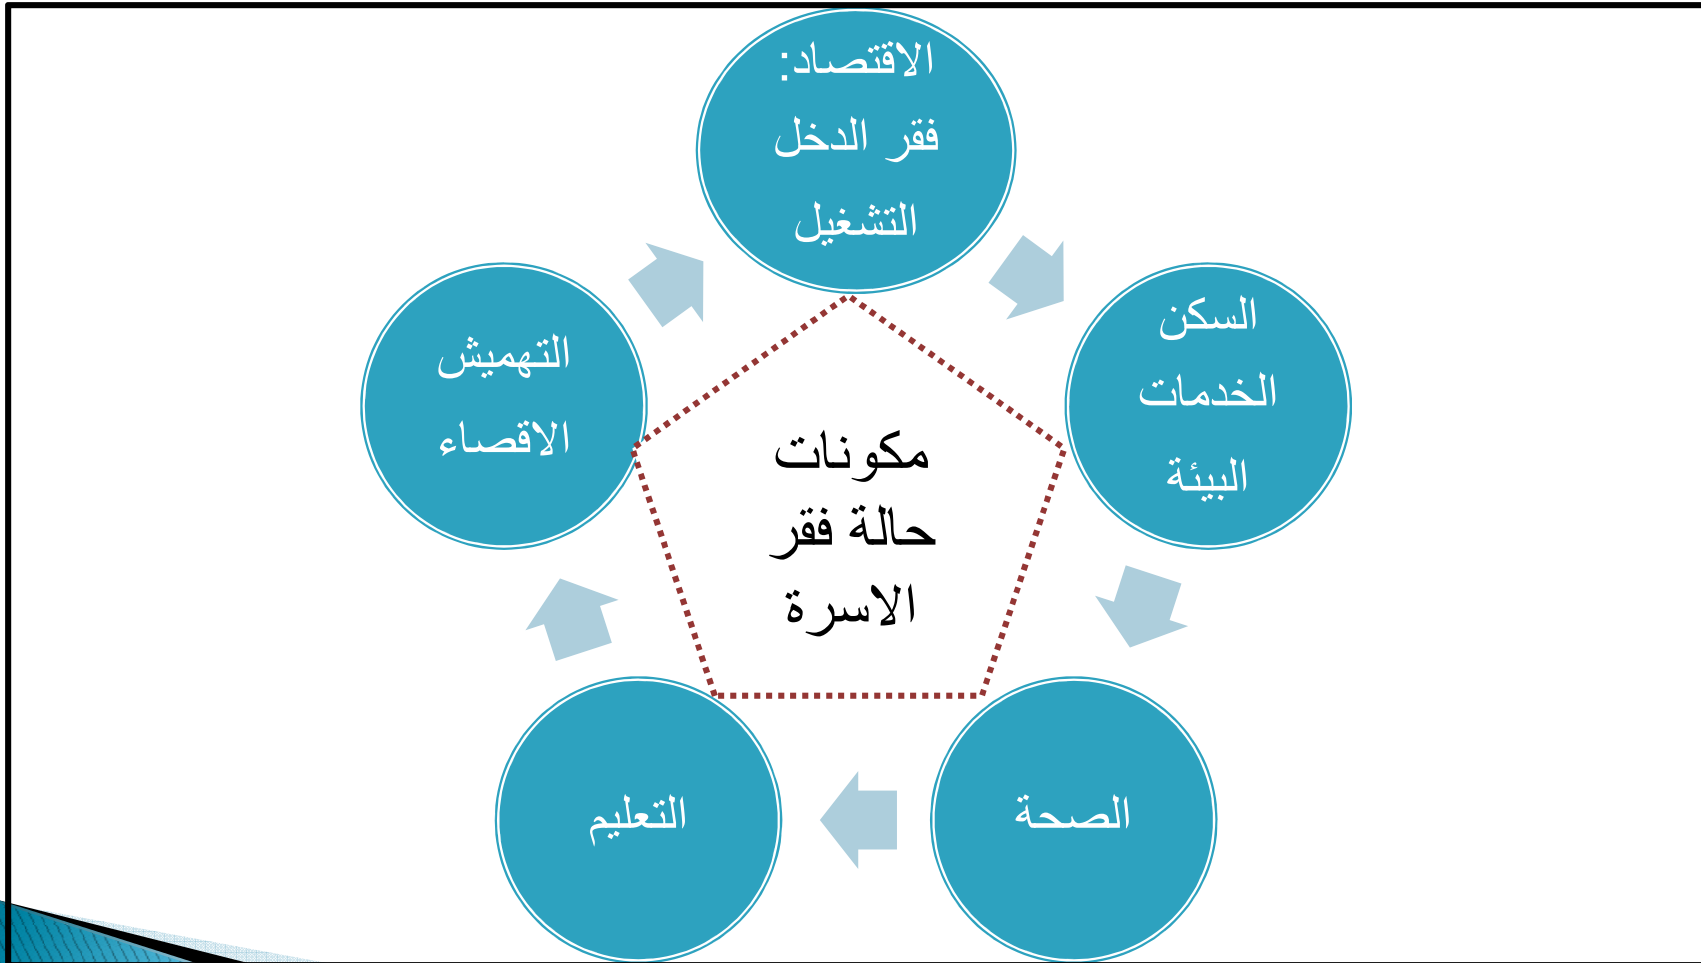 الاقتصاد:
فقر الدخل
التشغيل
السكن
الخدمات
البيئة
الصحة
التعليم
التهميش
الاقصاء
مكونات
حالة فقر
الاسرة